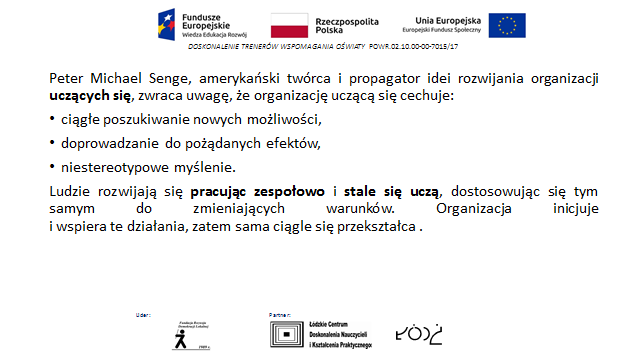 Fundusze
Europejskie
Wiedza Edukacja Rozwój
Rzeczpospolita
Polska
Unia Europejska
Europejski Fundusz Społeczny
DOSKONALENIE TRENERÓW WSPOMAGANIA OŚWIATY POWR.02.10.00-00-7015/17
Peter Michael Senge, amerykański twórca i propagator idei rozwijania organizacji
uczących się, zwraca uwagę, że organizację uczącą się cechuje:
• ciągłe poszukiwanie nowych możliwości,
• doprowadzanie do pożądanych efektów,
• niestereotypowe myślenie.
Ludzie rozwijają się pracując zespołowo i stale się uczą, dostosowując się tym
samym do zmieniających warunków. Organizacja inicjuje
i wspiera te działania, zatem sama ciągle się przekształca .
Lider:
Partner:
Fundacja Rozwoju
Demokracji Lokalnej
Łódzkie Centrum
Doskonalenia Nauczycieli
i Kształcenia Praktycznego